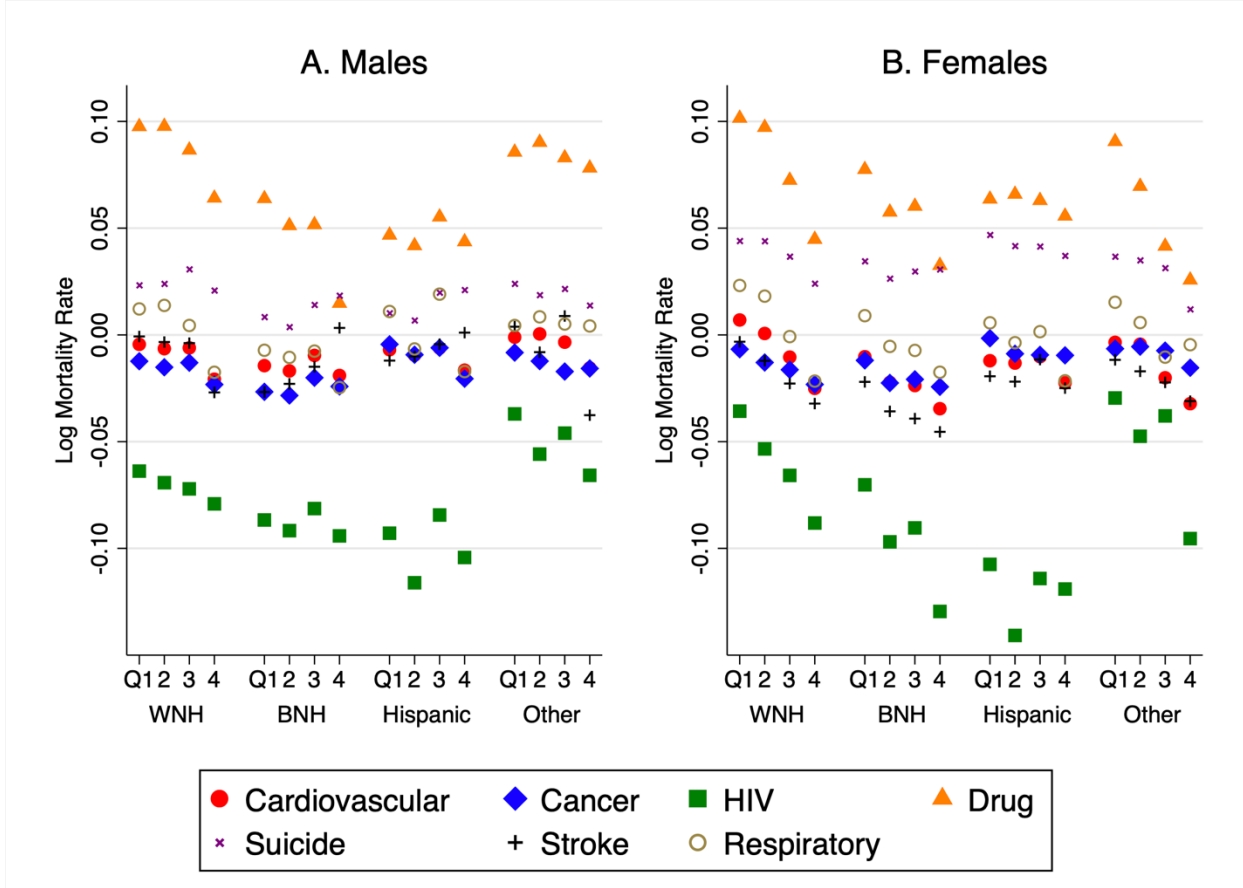 A. Males
B. Females
Log Mortality Rate
0.10
0.05
0.00
-0.05
-0.10
Q1 2 3 4 Q1 2 3 4 Q1 2 3 4 Q1 2 3 4
WNH BNH Hispanic Other
Log Mortality Rate
0.10
0.05
0.00
-0.05
-0.10
Q1 2 3 4 Q1 2 3 4 Q1 2 3 4 Q1 2 3 4
WNH BNH Hispanic Other
Cardiovascular Cancer HIV Drug
Suicide Stroke Respiratory